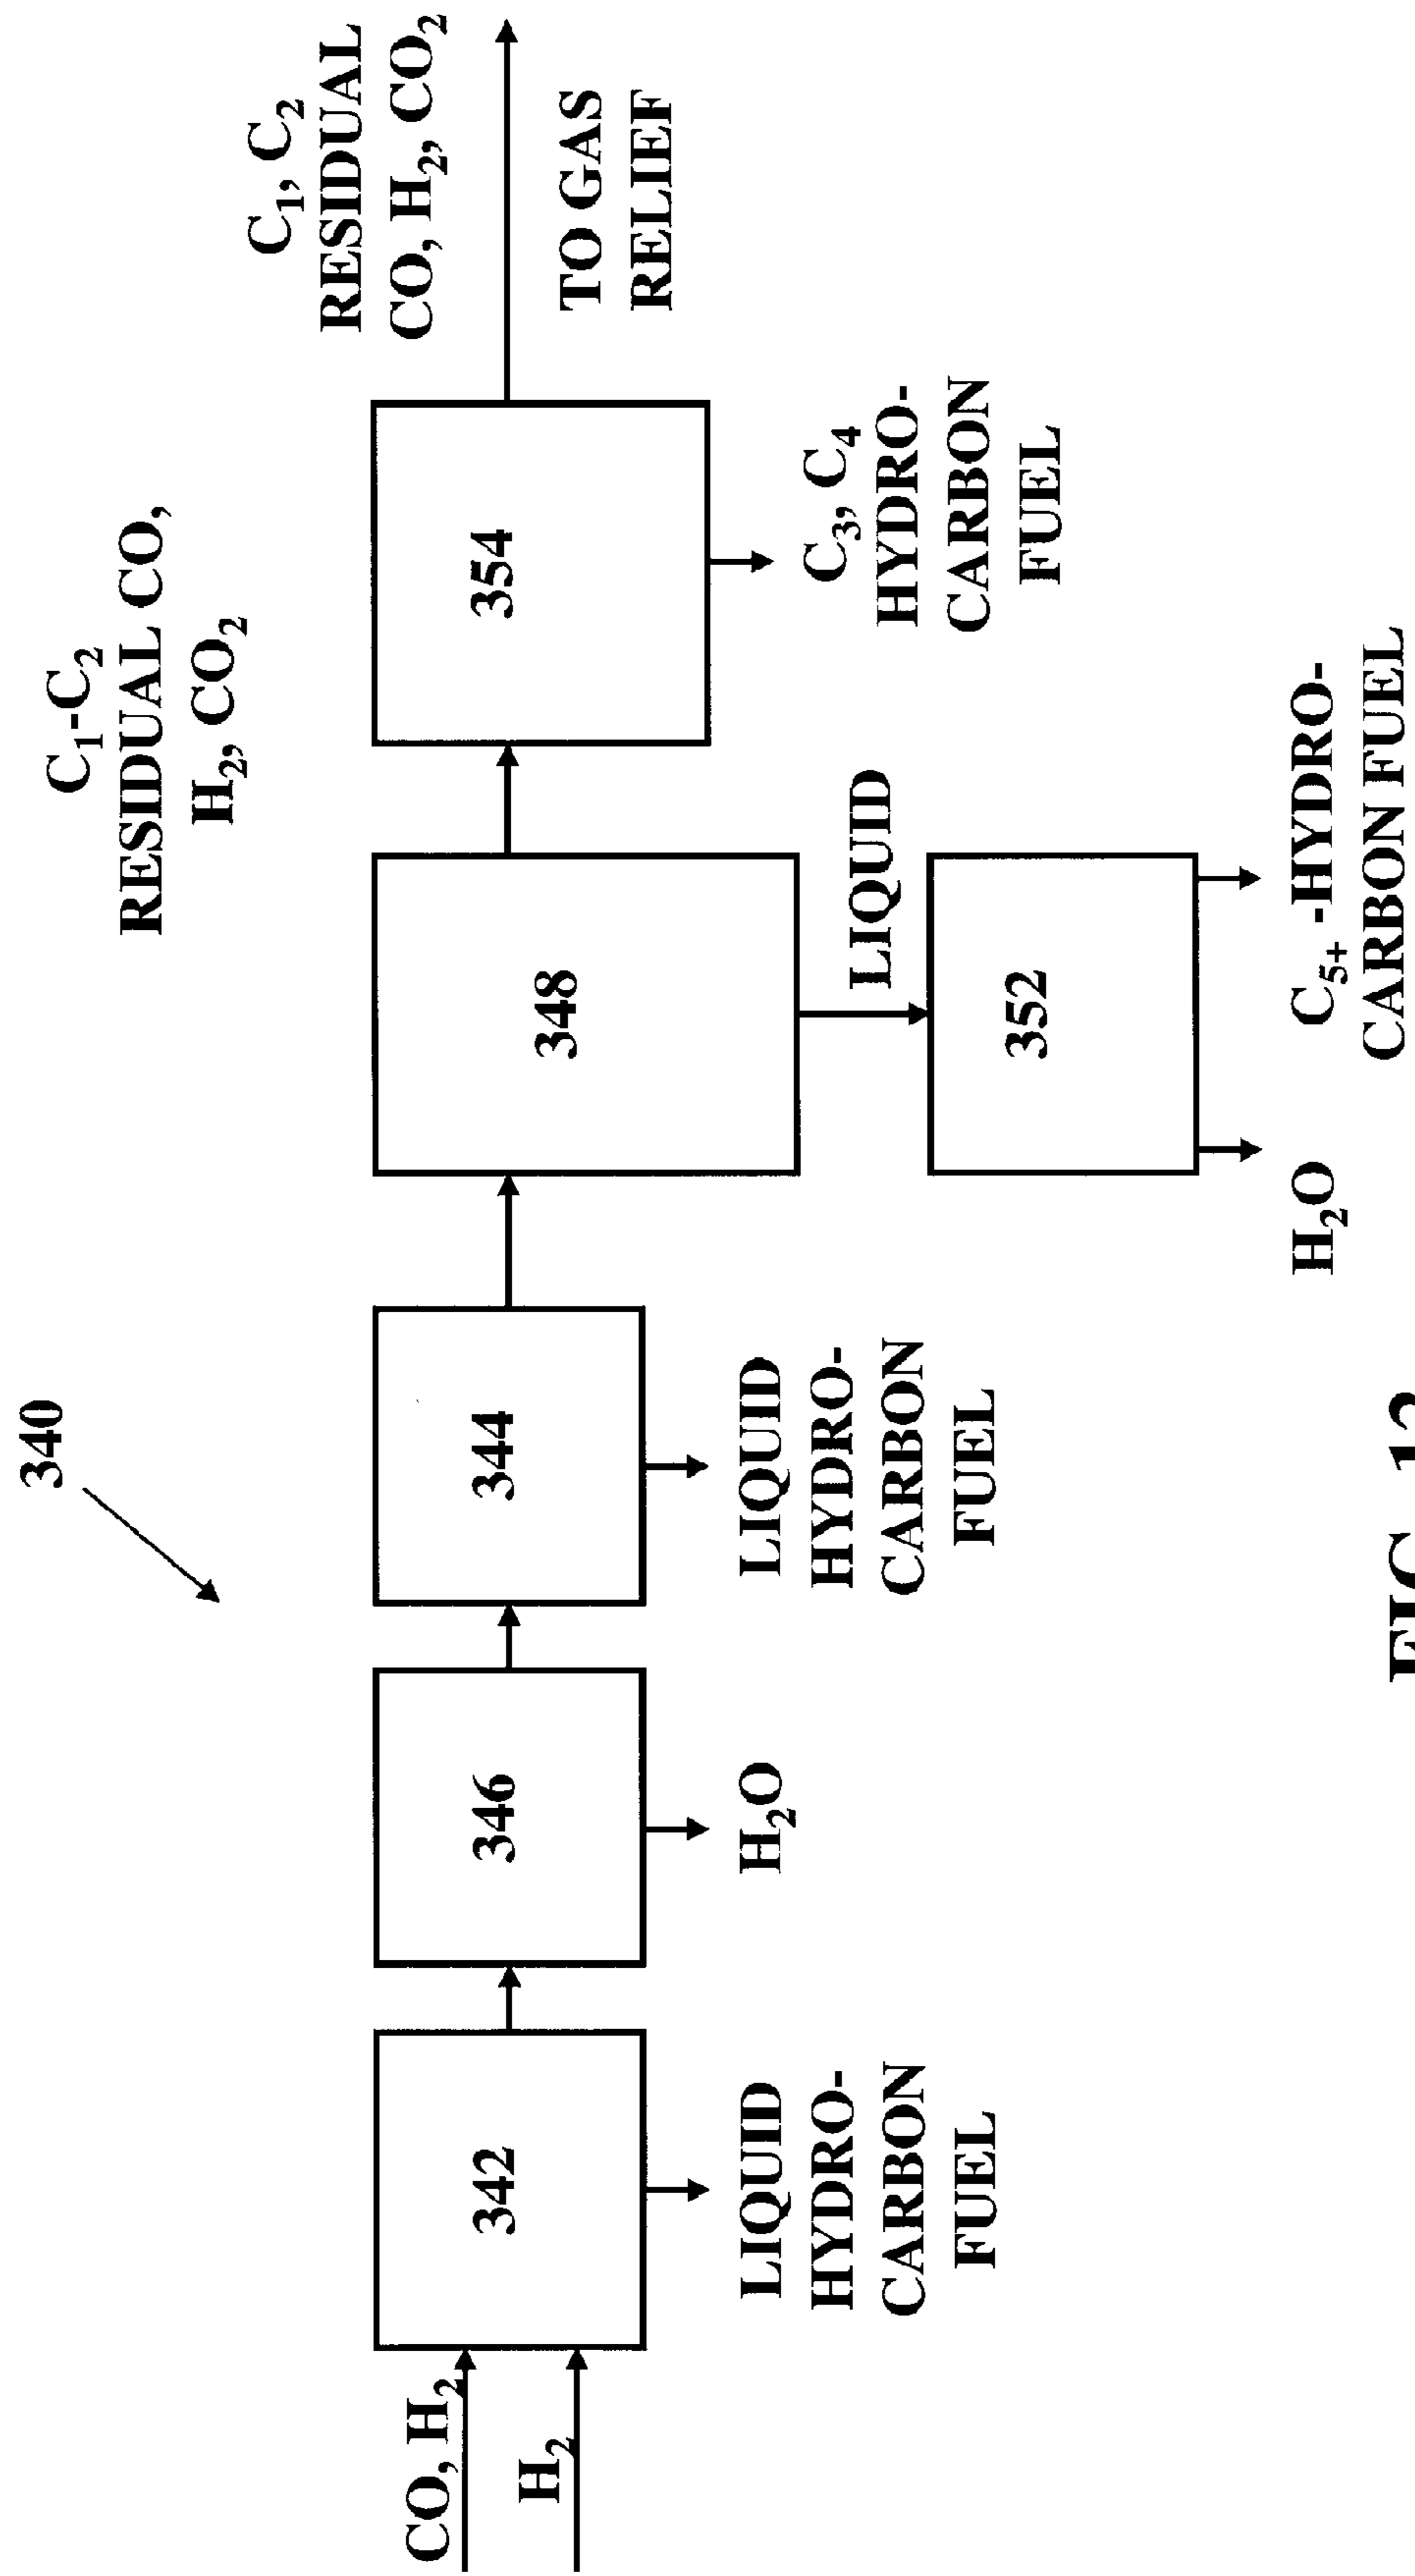 340
C₁-C₂
RESIDUAL CO,
H₂, CO₂
C₁, C₂
RESIDUAL
CO, H₂, CO₂
TO GAS
RELIEF
CO, H₂
H₂
342
346
344
348
354
LIQUID
HYDRO-
CARBON
FUEL
H₂O
LIQUID
HYDRO-
CARBON
FUEL
LIQUID
C₃, C₄
HYDRO-
CARBON
FUEL
352
H₂O
C₅₊ -HYDRO-
CARBON FUEL
FIG